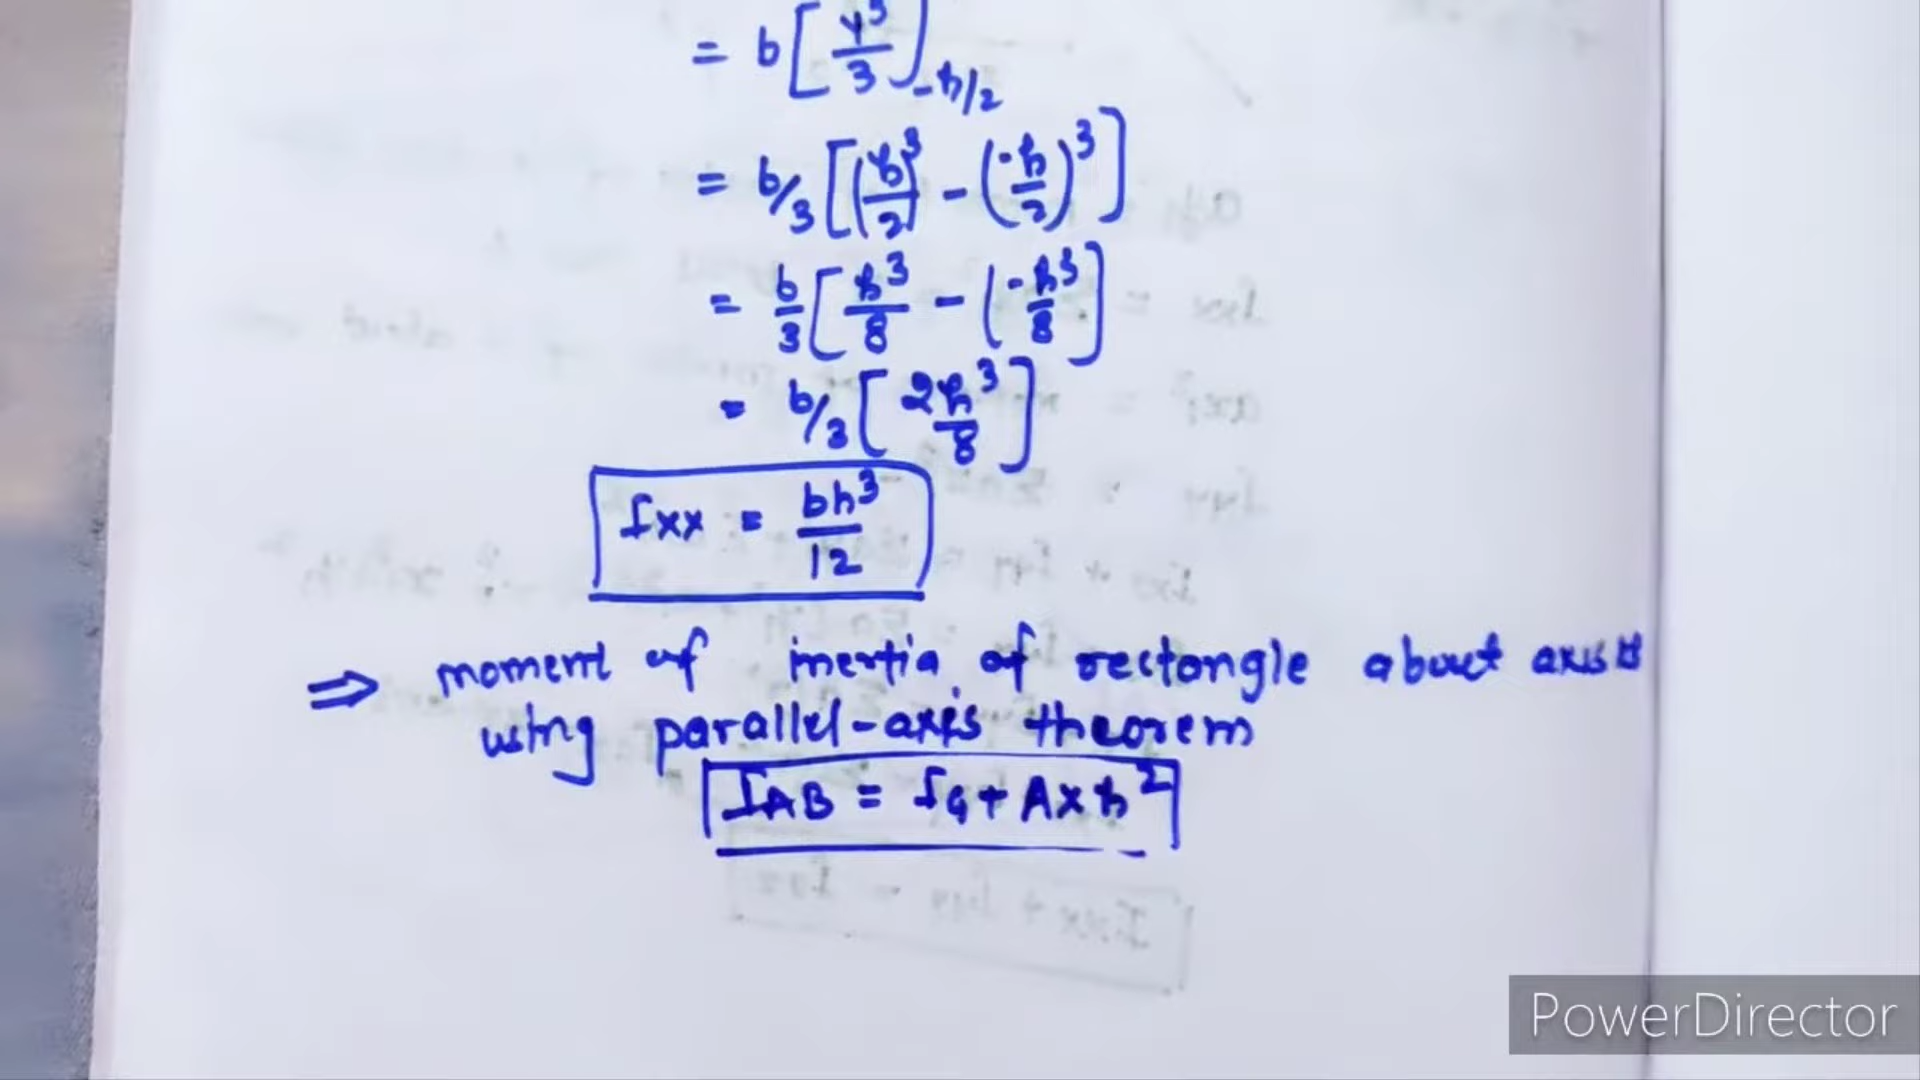 = b[y³/3]-h/2
= b/3[(h/2)³ - (-h/2)³]
= b/3[h³/8 - (-h³/8)]
= b/3[2h³/8]
Ixx = bh³/12
⇒ moment of inertia of rectongle about axis
using parallel-axis theorem
IAB = IG + A×h²
PowerDirector